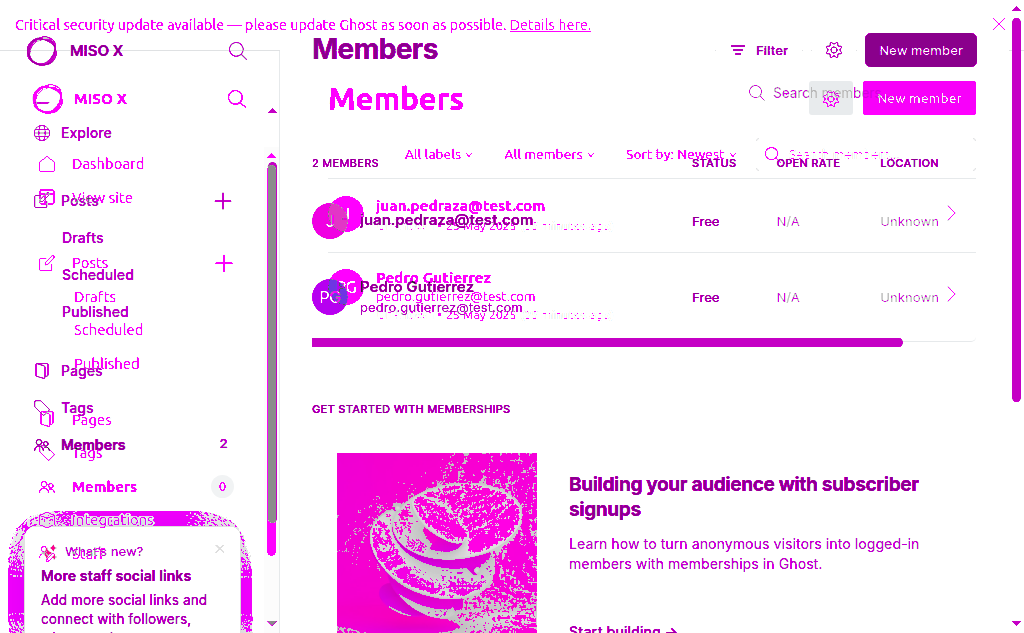 Critical security update available — please update Ghost as soon as possible. Details here.
MISO X
Members
Filter
New member
MISO X
Members
Search members
New member
Explore
Dashboard
View site
Posts
Drafts
Posts
Scheduled
Drafts
Published
Scheduled
Published
Pages
Tags
Pages
Members 2
Tags
Members 0
Integrations
Staff
What's new?
More staff social links
Add more social links and
connect with followers,
All labels
All members
Sort by: Newest
Search members
2 MEMBERS
STATUS
OPEN RATE
LOCATION
juan.pedraza@test.com
juan.pedraza@test.com
Free
N/A
Unknown
Pedro Gutierrez
Pedro Gutierrez
pedro.gutierrez@test.com
pedro.gutierrez@test.com
Free
N/A
Unknown
GET STARTED WITH MEMBERSHIPS
Building your audience with subscriber
signups
Learn how to turn anonymous visitors into logged-in
members with memberships in Ghost.
Start building →